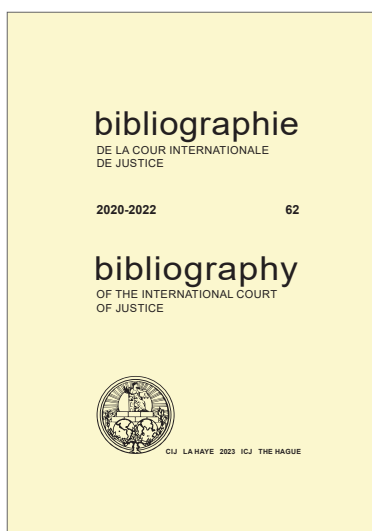 bibliographie
DE LA COUR INTERNATIONALE
DE JUSTICE
2020-2022 62
bibliography
OF THE INTERNATIONAL COURT
OF JUSTICE
CIJ LA HAYE 2023 ICJ THE HAGUE